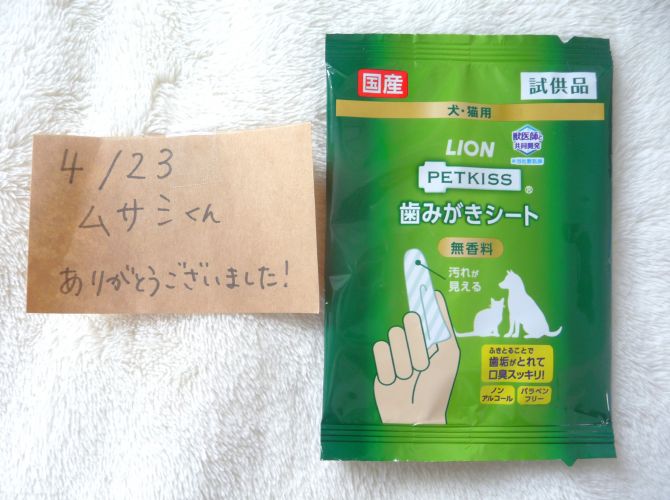 4/23
ムサシくん
ありがとうございました!
国産
試供品
犬・猫用
LION
獣医師と
共同開発
PETKISS
®
歯みがきシート
無香料
汚れが
見える
ふきとることで
歯垢がとれて
口臭スッキリ!
ノン
アルコール
パラベン
フリー